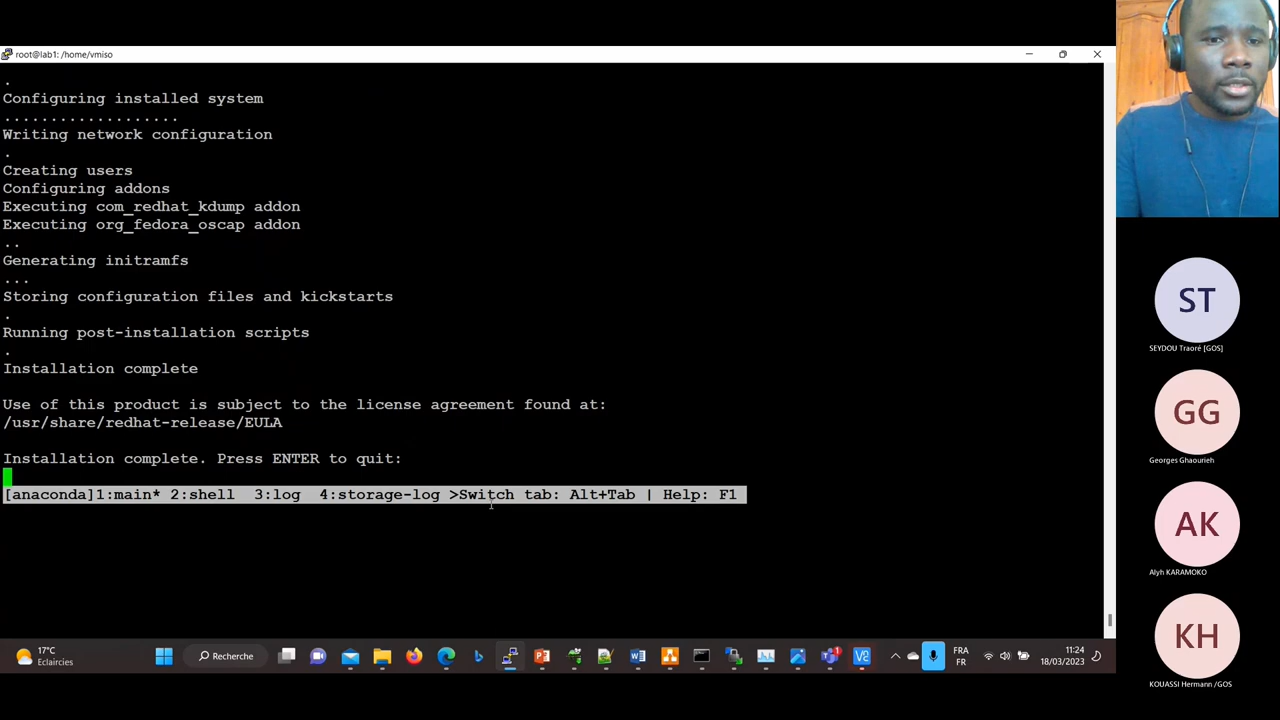 root@lab1: /home/vmiso
.
Configuring installed system
...................
Writing network configuration
.
Creating users
Configuring addons
Executing com_redhat_kdump addon
Executing org_fedora_oscap addon
..
Generating initramfs
...
Storing configuration files and kickstarts
.
Running post-installation scripts
.
Installation complete
Use of this product is subject to the license agreement found at:
/usr/share/redhat-release/EULA
Installation complete. Press ENTER to quit:
[anaconda]1:main* 2:shell  3:log  4:storage-log >Switch tab: Alt+Tab | Help: F1
ST
SEYDOU Traoré [GOS]
GG
Georges Ghaourieh
AK
Alyh KARAMOKO
KH
KOUASSI Hermann /GOS
17°C
Eclaircies
Recherche
FRA
FR
11:24
18/03/2023